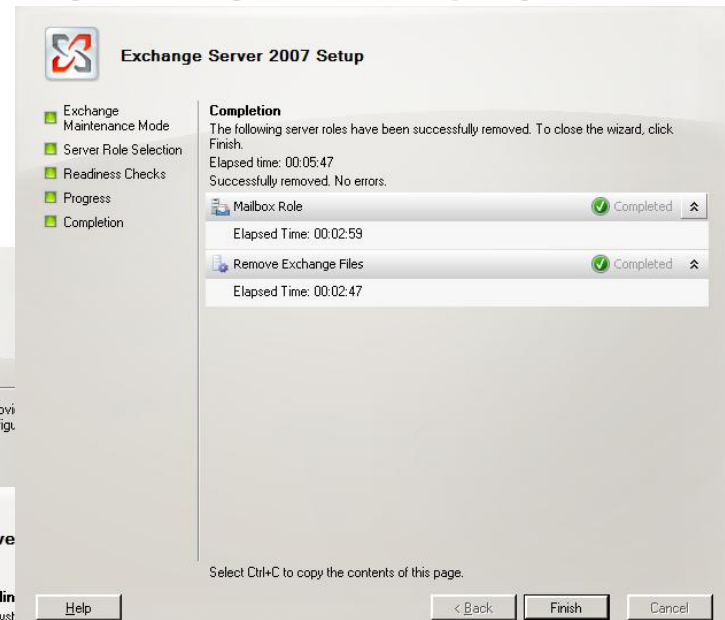 Exchange Server 2007 Setup
Exchange
Maintenance Mode
Server Role Selection
Readiness Checks
Progress
Completion
Completion
The following server roles have been successfully removed. To close the wizard, click
Finish.
Elapsed time: 00:05:47
Successfully removed. No errors.
Mailbox Role
Completed
Elapsed Time: 00:02:59
Remove Exchange Files
Completed
Elapsed Time: 00:02:47
Select Ctrl+C to copy the contents of this page.
Help
< Back
Finish
Cancel